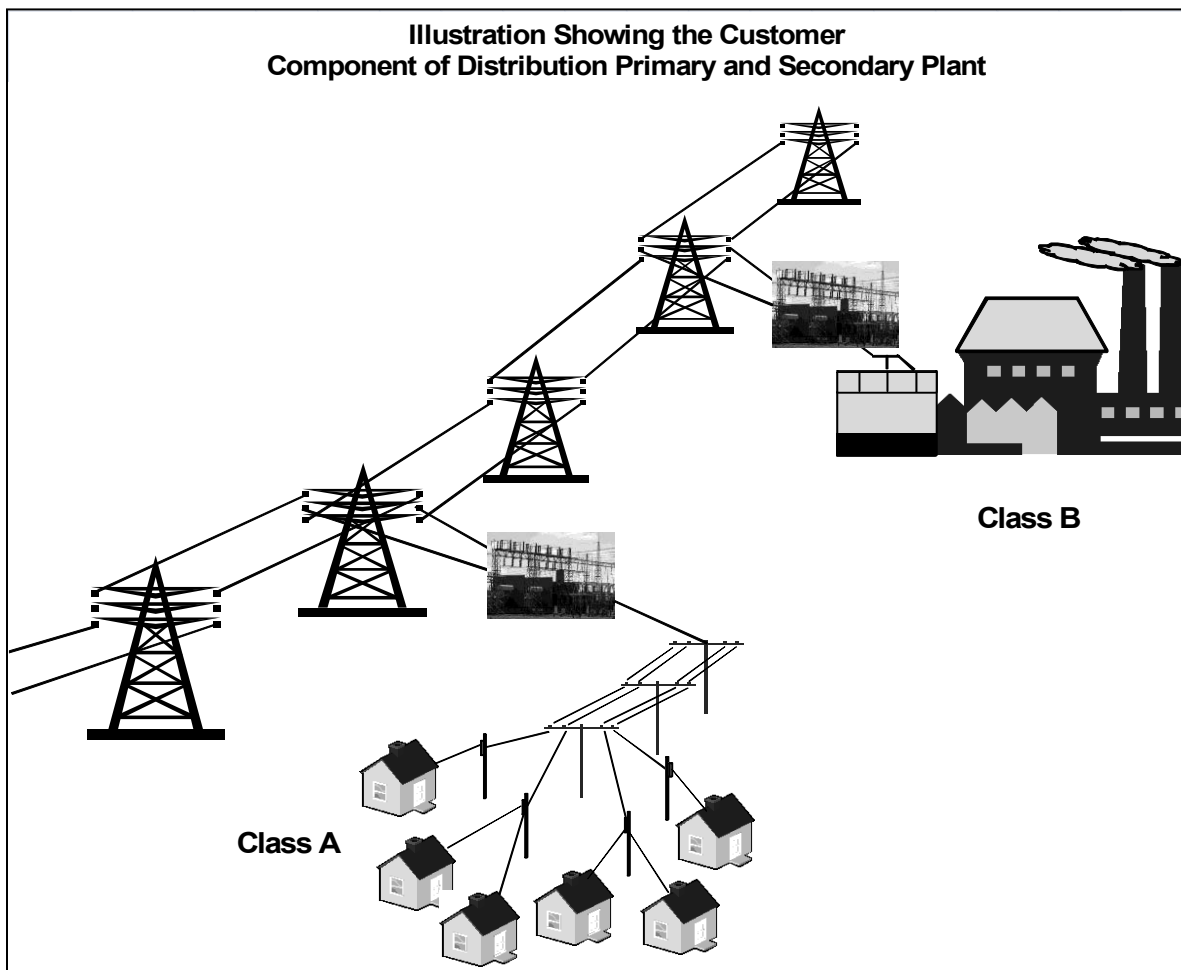 Illustration Showing the Customer
Component of Distribution Primary and Secondary Plant
Class B
Class A